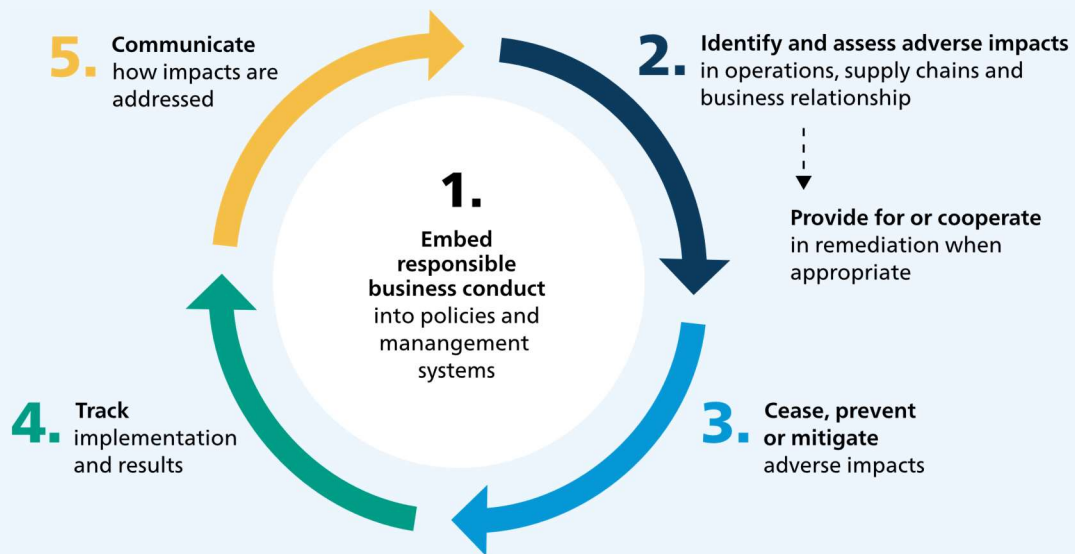 1.
Embed
responsible
business conduct
into policies and
manangement
systems
2.
Identify and assess adverse impacts
in operations, supply chains and
business relationship
Provide for or cooperate
in remediation when
appropriate
3.
Cease, prevent
or mitigate
adverse impacts
4.
Track
implementation
and results
5.
Communicate
how impacts are
addressed